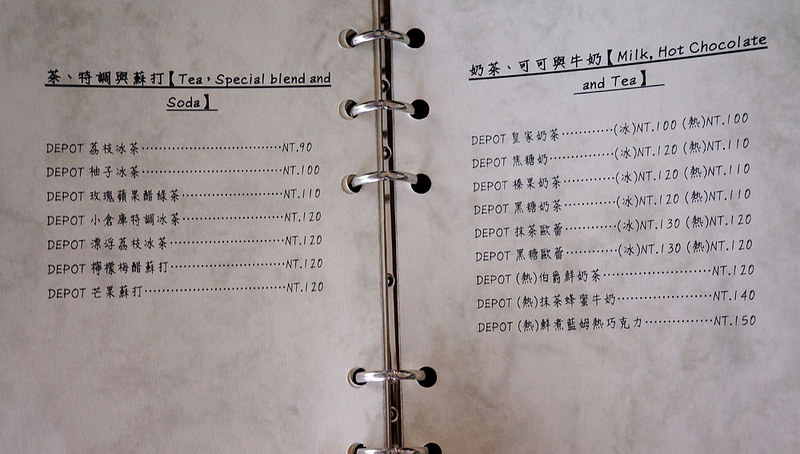 茶、特調與蘇打【Tea，Special blend and
Soda】
DEPOT 荔枝冰茶································NT.90
DEPOT 柚子冰茶································NT.100
DEPOT 玫瑰蘋果醋綠茶························NT.110
DEPOT 小倉庫特調冰茶························NT.120
DEPOT 漂浮荔枝冰茶··························NT.120
DEPOT 檸檬梅醋蘇打··························NT.120
DEPOT 芒果蘇打································NT.120
奶茶、可可與牛奶【Milk, Hot Chocolate
and Tea】
DEPOT 皇家奶茶············(冰)NT.100 (熱)NT.100
DEPOT 焦糖奶··············(冰)NT.120 (熱)NT.110
DEPOT 榛果奶茶············(冰)NT.120 (熱)NT.110
DEPOT 黑糖奶茶············(冰)NT.120 (熱)NT.110
DEPOT 抹茶歐蕾············(冰)NT.130 (熱)NT.120
DEPOT 黑糖歐蕾············(冰)NT.130 (熱)NT.120
DEPOT (熱)伯爵鮮奶茶·························NT.120
DEPOT (熱)抹茶蜂蜜牛奶······················NT.140
DEPOT (熱)鮮煮藍姆熱巧克力················NT.150